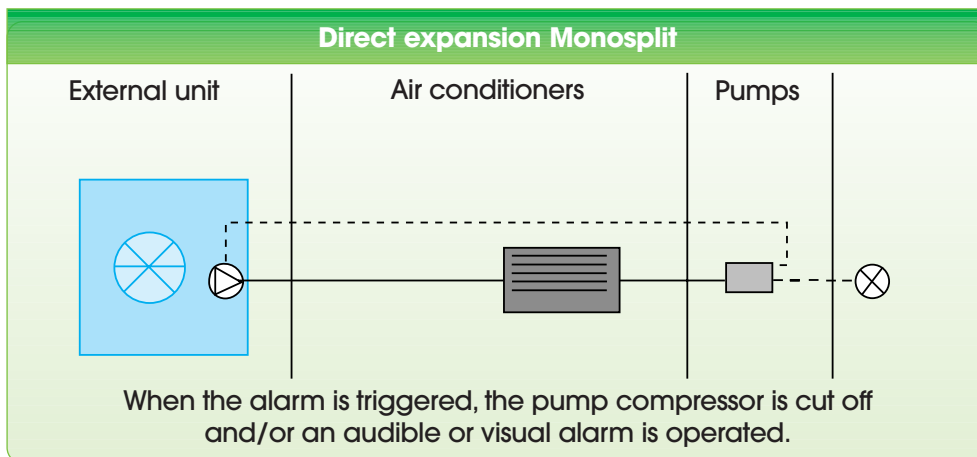 Direct expansion Monosplit
External unit
Air conditioners
Pumps
When the alarm is triggered, the pump compressor is cut off
and/or an audible or visual alarm is operated.